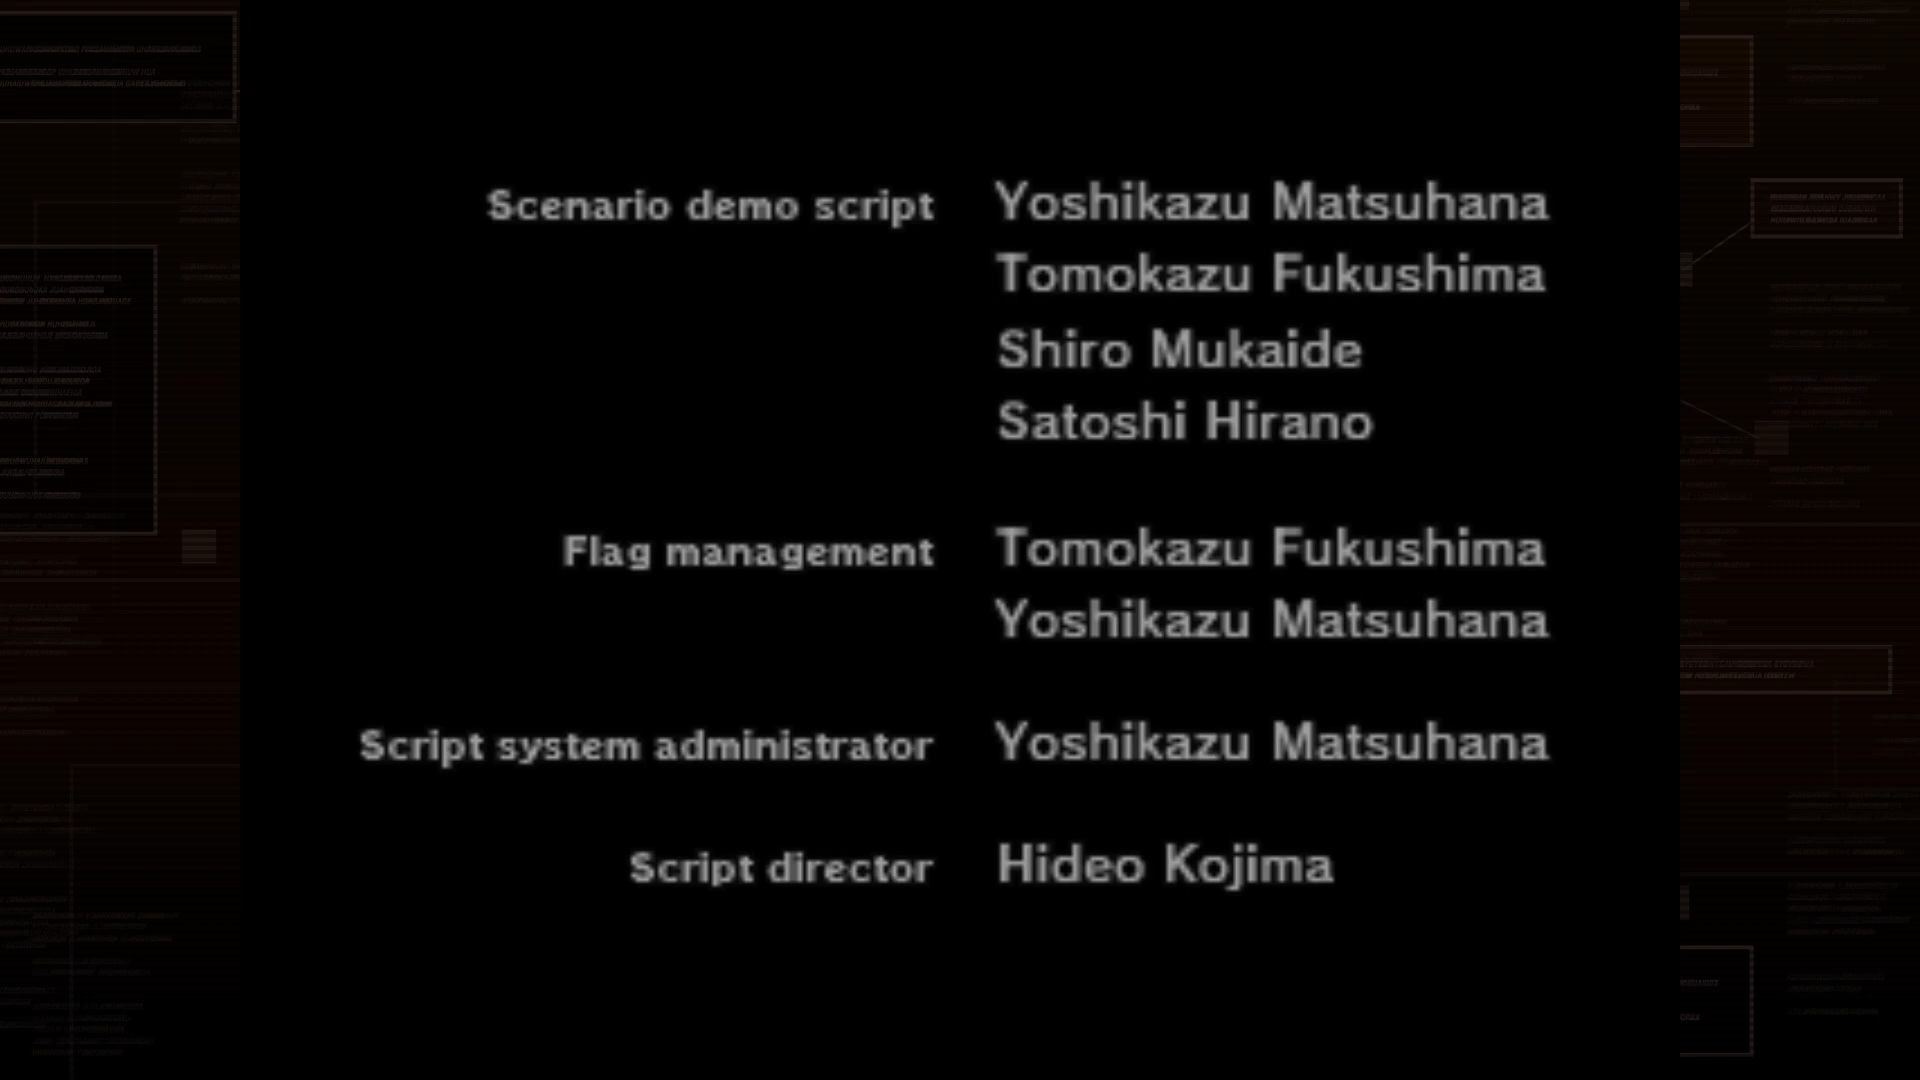 Scenario demo script Yoshikazu Matsuhana
Tomokazu Fukushima
Shiro Mukaide
Satoshi Hirano
Flag management Tomokazu Fukushima
Yoshikazu Matsuhana
Script system administrator Yoshikazu Matsuhana
Script director Hideo Kojima